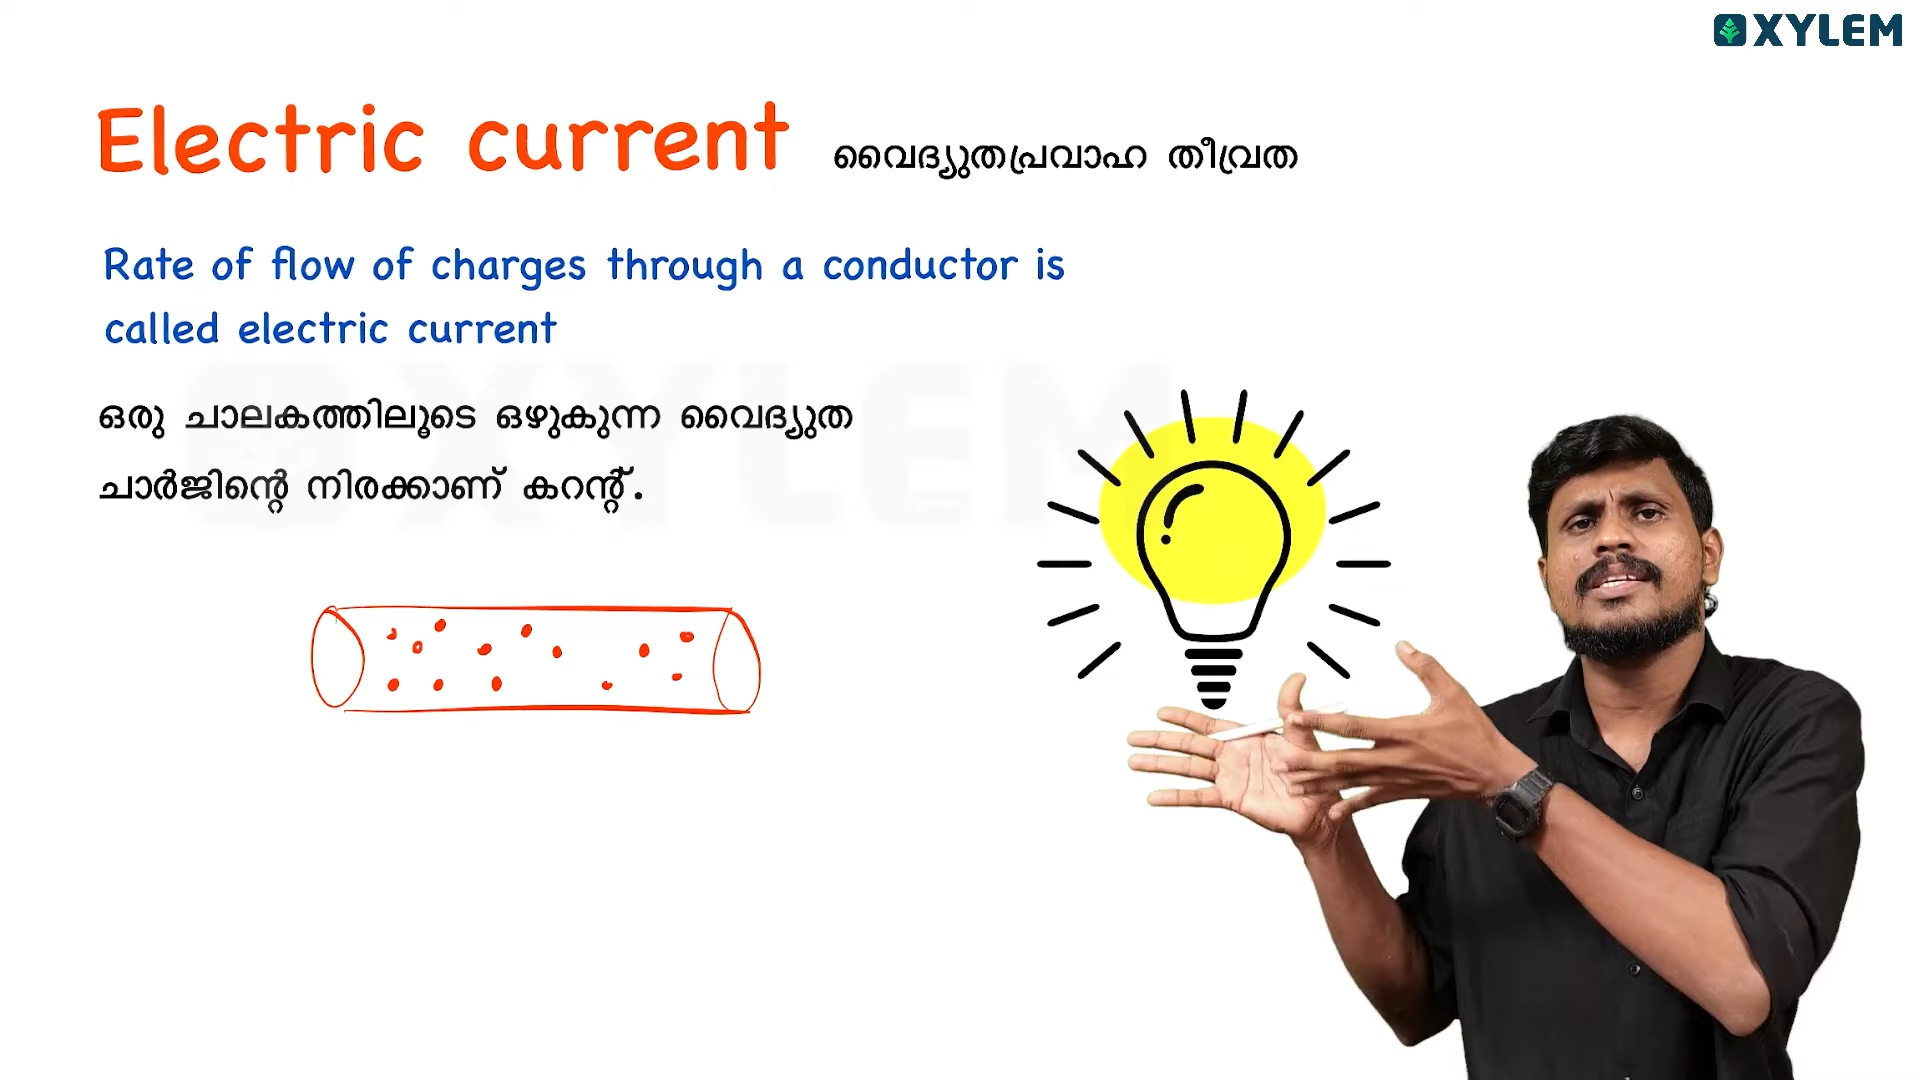 XYLEM
Electric current വൈദ്യുതപ്രവാഹ തീവ്രത
Rate of flow of charges through a conductor is
called electric current
ഒരു ചാലകത്തിലൂടെ ഒഴുകുന്ന വൈദ്യുത
ചാർജിന്റെ നിരക്കാണ് കറന്റ്.
XYLEM